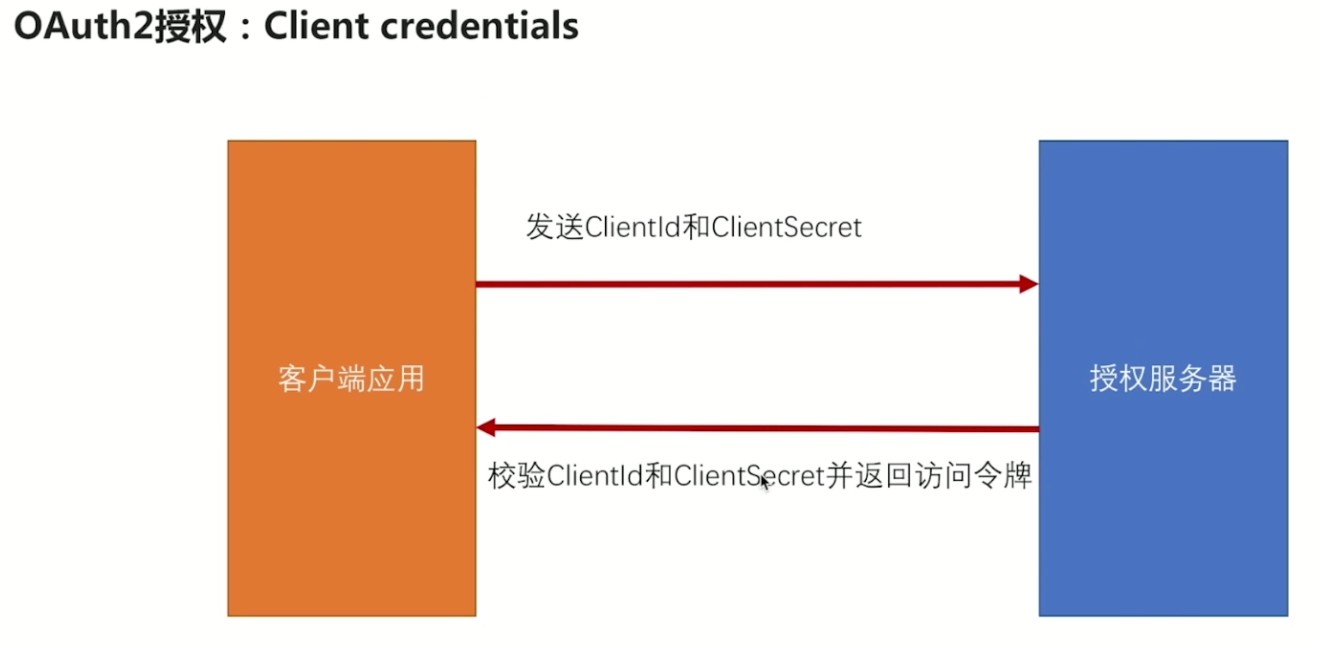 OAuth2授权：Client credentials
发送ClientId和ClientSecret
客户端应用
授权服务器
校验ClientId和ClientSecret并返回访问令牌